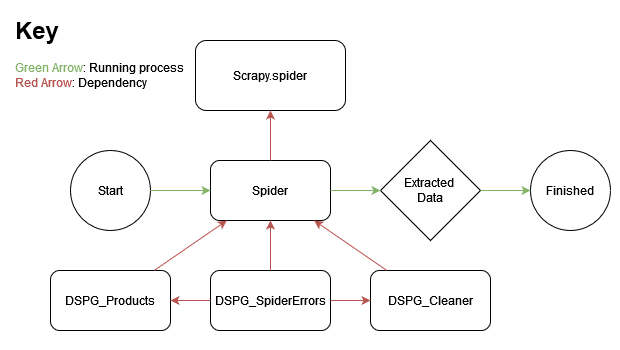 Key
Green Arrow: Running process
Red Arrow: Dependency
Scrapy.spider
Start
Spider
Extracted
Data
Finished
DSPG_Products
DSPG_SpiderErrors
DSPG_Cleaner